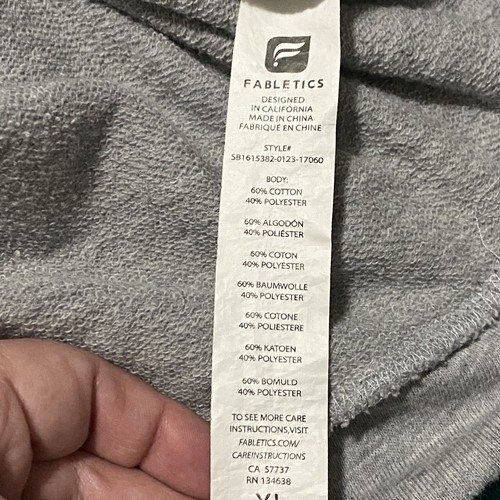 FABLETICS
DESIGNED
IN CALIFORNIA
MADE IN CHINA
FABRIQUÉ EN CHINE
STYLE#
SB1615382-0123-17060
BODY:
60% COTTON
40% POLYESTER
60% ALGODÓN
40% POLIÉSTER
60% COTON
40% POLYESTER
60% BAUMWOLLE
40% POLYESTER
60% COTONE
40% POLIESTERE
60% KATOEN
40% POLYESTER
60% BOMULD
40% POLYESTER
TO SEE MORE CARE
INSTRUCTIONS,VISIT
FABLETICS.COM/
CAREINSTRUCTIONS
CA 57737
RN 134638
XL